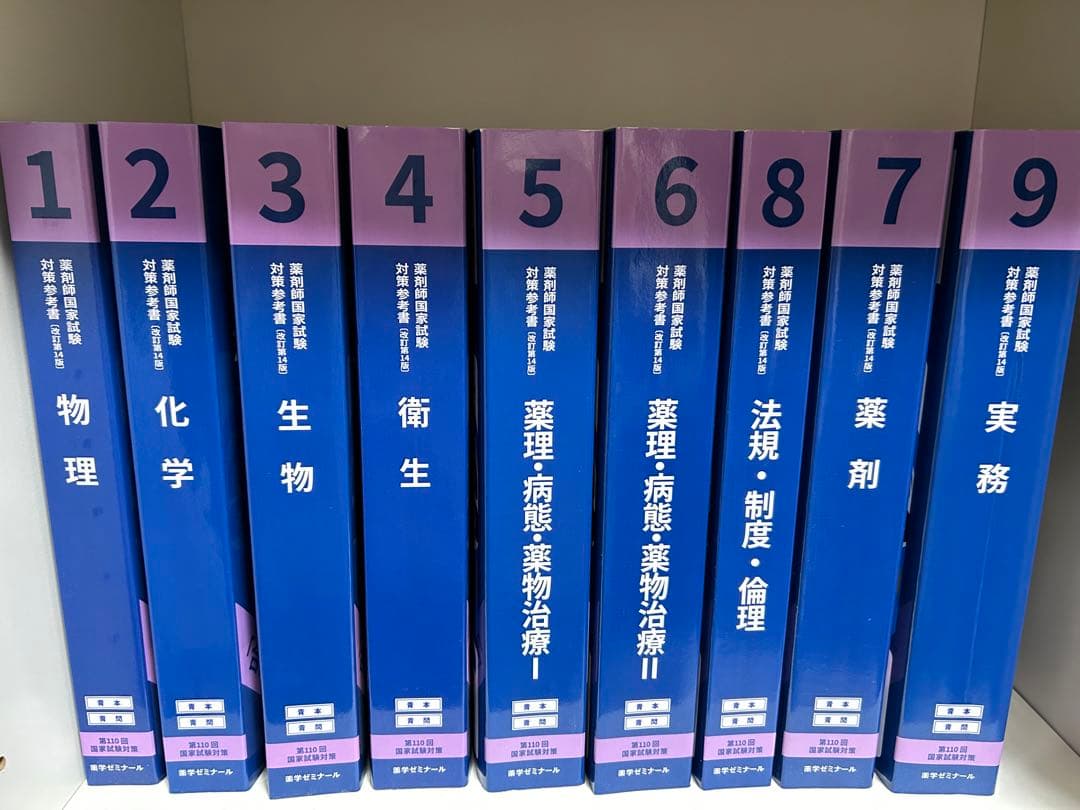 1
薬剤師国家試験
対策参考書〔改訂第14版〕
物理
青本
青問
第110回
国家試験対策
薬学ゼミナール
2
薬剤師国家試験
対策参考書〔改訂第14版〕
化学
青本
青問
薬学ゼミナール
3
薬剤師国家試験
対策参考書〔改訂第14版〕
生物
青本
青問
第110回
国家試験対策
薬学ゼミナール
4
薬剤師国家試験
対策参考書〔改訂第14版〕
衛生
青本
青問
第110回
国家試験対策
薬学ゼミナール
5
薬剤師国家試験
対策参考書〔改訂第14版〕
薬理・病態・薬物治療Ⅰ
青本
青問
第110回
国家試験対策
薬学ゼミナール
6
薬剤師国家試験
対策参考書〔改訂第14版〕
薬理・病態・薬物治療Ⅱ
青本
青問
第110回
国家試験対策
薬学ゼミナール
8
薬剤師国家試験
対策参考書〔改訂第14版〕
法規・制度・倫理
青本
青問
第110回
国家試験対策
薬学ゼミナール
7
薬剤師国家試験
対策参考書〔改訂第14版〕
薬剤
青本
青問
第110回
国家試験対策
薬学ゼミナール
9
薬剤師国家試験
対策参考書〔改訂第14版〕
実務
青本
青問
第110回
国家試験対策
薬学ゼミナール